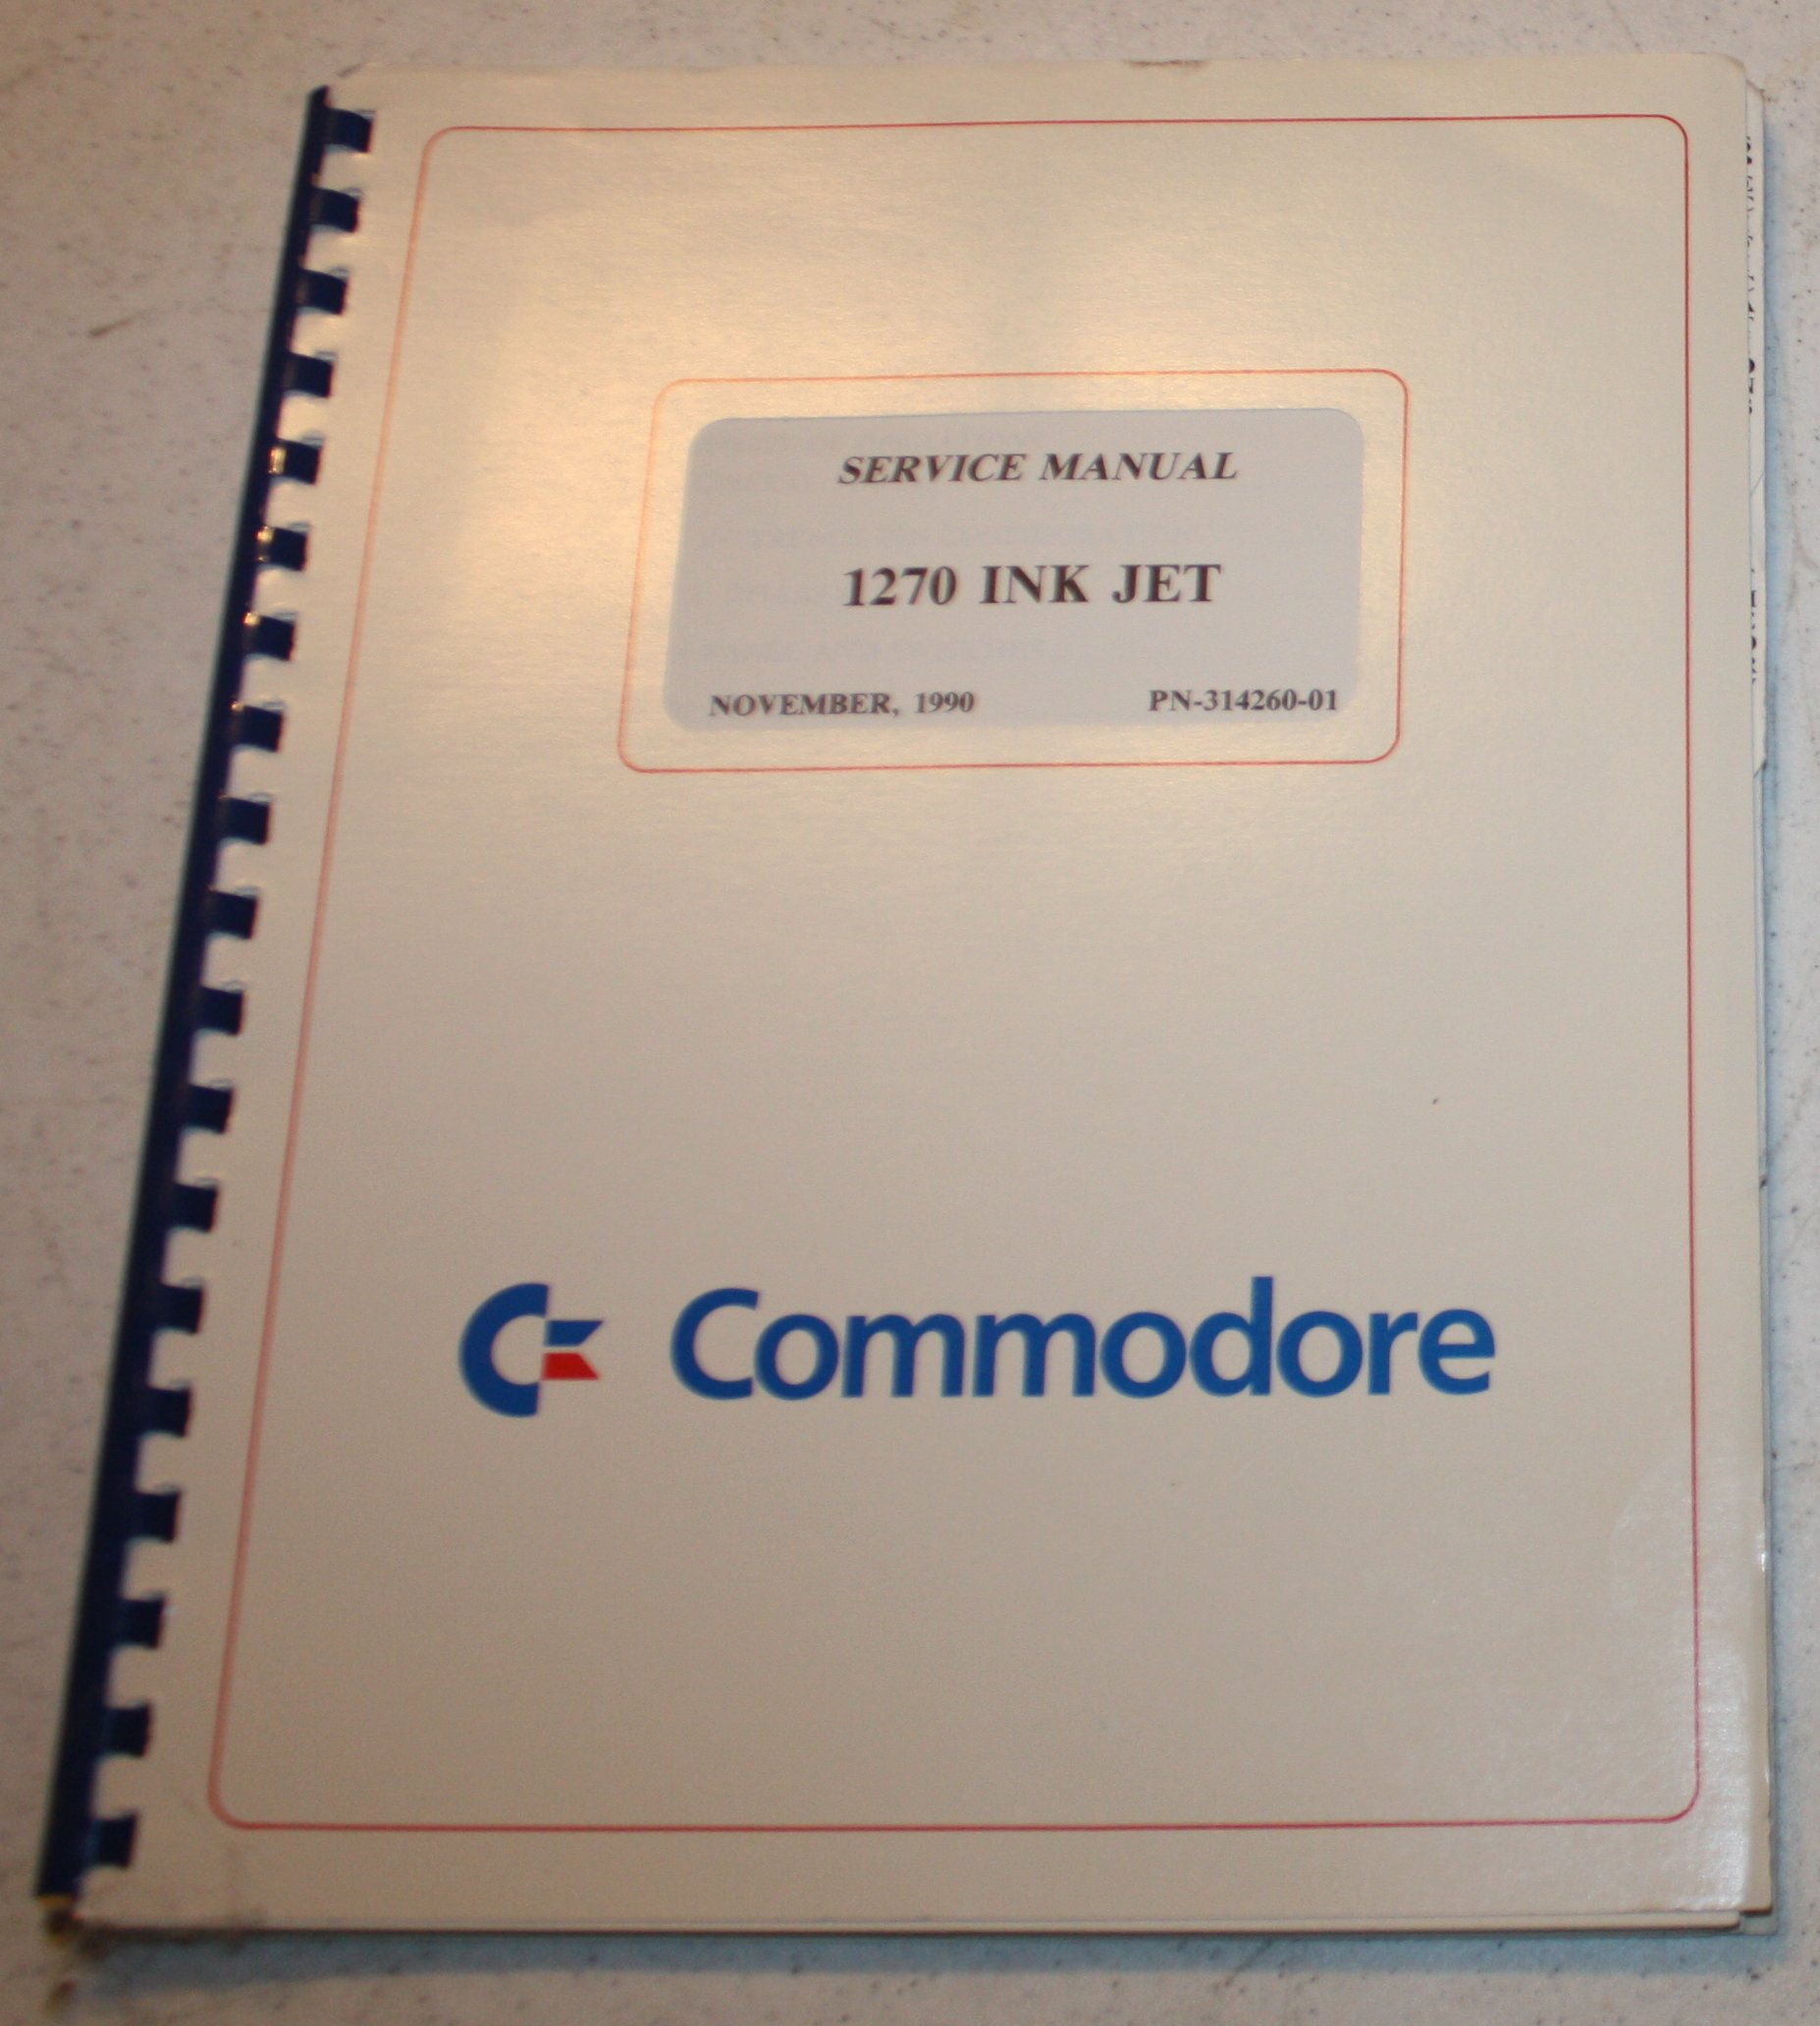 SERVICE MANUAL
1270 INK JET
NOVEMBER, 1990 PN-314260-01
Commodore